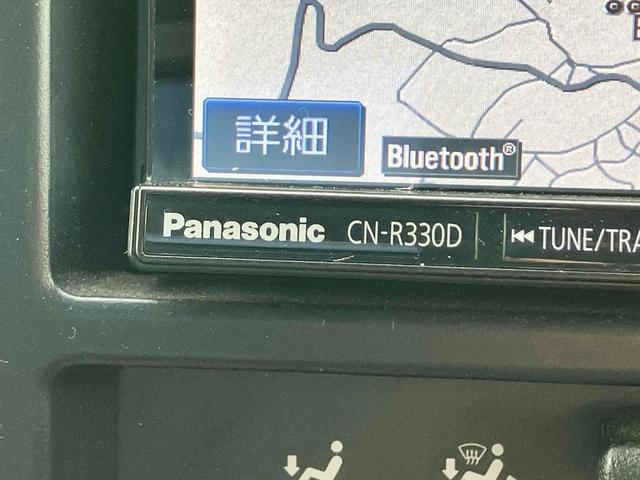 詳細
Bluetooth®
Panasonic CN-R330D
⏮ TUNE/TRA